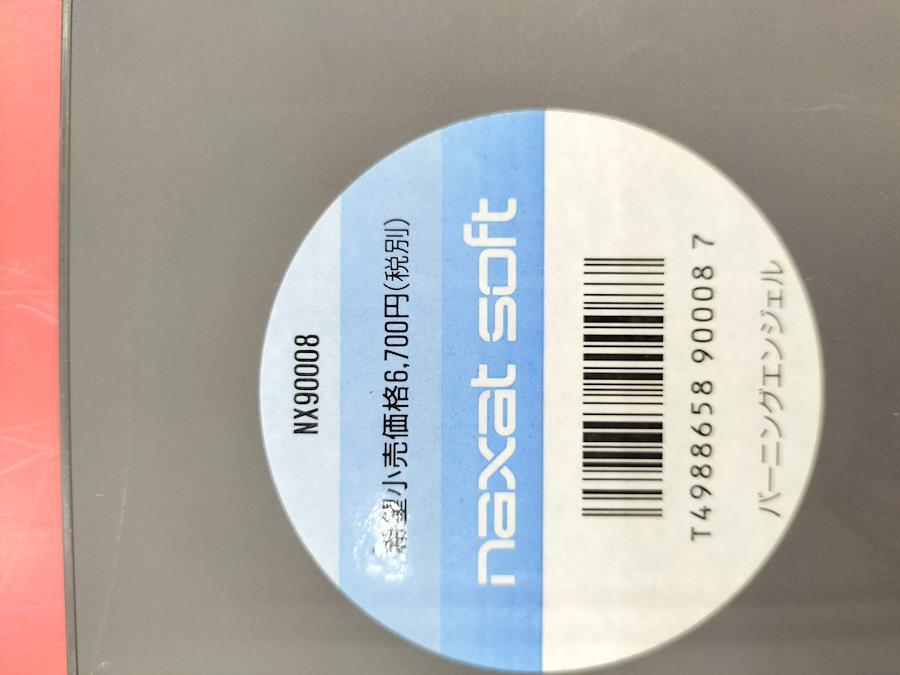 NX90008
希望小売価格6,700円(税別)
naxat soft
T4988658 90008 7
バーニングエンジェル